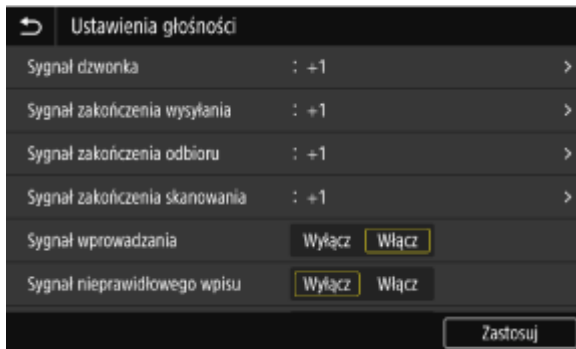 Ustawienia głośności
Sygnał dzwonka : +1
Sygnał zakończenia wysyłania : +1
Sygnał zakończenia odbioru : +1
Sygnał zakończenia skanowania : +1
Sygnał wprowadzania Wyłącz Włącz
Sygnał nieprawidłowego wpisu Wyłącz Włącz
Zastosuj